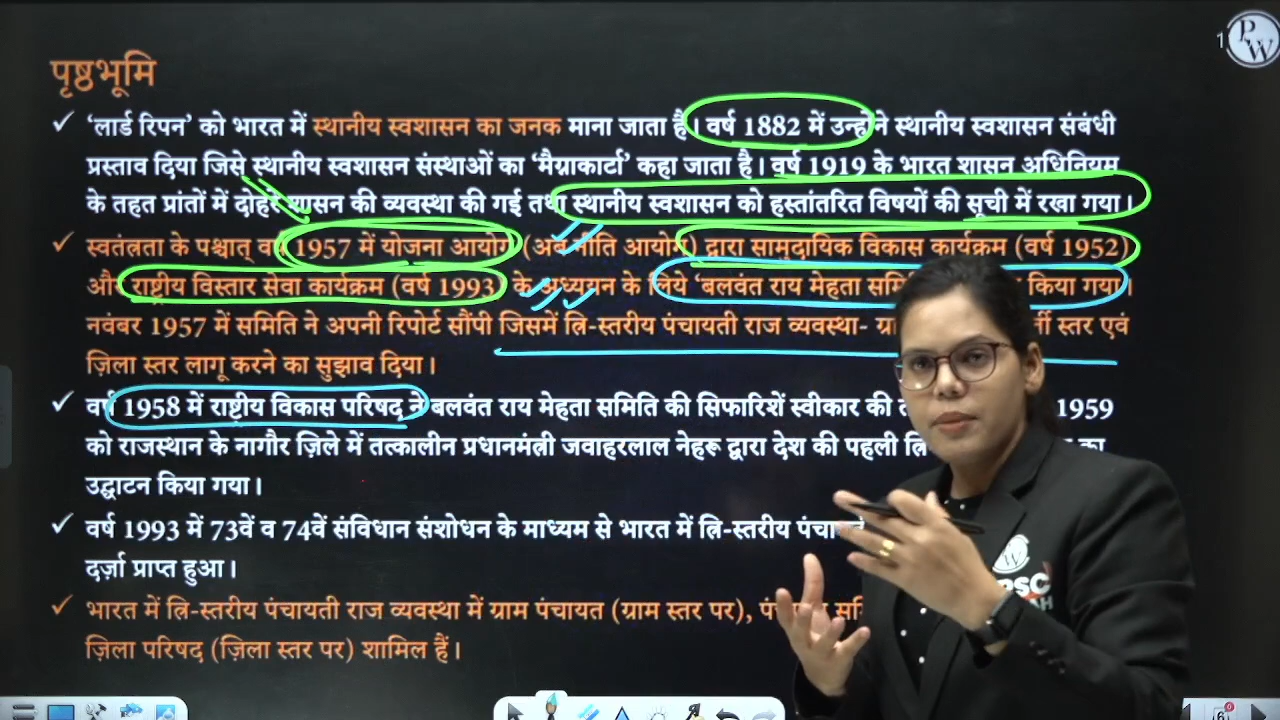 पृष्ठभूमि
1 PW
✓ ‘लार्ड रिपन’ को भारत में स्थानीय स्वशासन का जनक माना जाता है। वर्ष 1882 में उन्होंने स्थानीय स्वशासन संबंधी
प्रस्ताव दिया जिसे स्थानीय स्वशासन संस्थाओं का ‘मैग्नाकार्टा’ कहा जाता है। वर्ष 1919 के भारत शासन अधिनियम
के तहत प्रांतों में दोहरे शासन की व्यवस्था की गई तथा स्थानीय स्वशासन को हस्तांतरित विषयों की सूची में रखा गया।
✓ स्वतंत्रता के पश्चात् वर्ष 1957 में योजना आयोग (अब नीति आयोग) द्वारा सामुदायिक विकास कार्यक्रम (वर्ष 1952)
और राष्ट्रीय विस्तार सेवा कार्यक्रम (वर्ष 1993) के अध्ययन के लिये ‘बलवंत राय मेहता किया गया।
नवंबर 1957 में समिति ने अपनी रिपोर्ट सौंपी जिसमें त्रि-स्तरीय पंचायती राज व्यवस्था- स्तर एवं
ज़िला स्तर लागू करने का सुझाव दिया।
✓ वर्ष 1958 में राष्ट्रीय विकास परिषद ने बलवंत राय मेहता समिति की सिफारिशें स्वीकार की 1959
को राजस्थान के नागौर ज़िले में तत्कालीन प्रधानमंत्री जवाहरलाल नेहरू द्वारा देश की पहली का
उद्घाटन किया गया।
✓ वर्ष 1993 में 73वें व 74वें संविधान संशोधन के माध्यम से भारत में त्रि-स्तरीय
दर्ज़ा प्राप्त हुआ।
✓ भारत में त्रि-स्तरीय पंचायती राज व्यवस्था में ग्राम पंचायत (ग्राम स्तर पर),
ज़िला परिषद (ज़िला स्तर पर) शामिल हैं।